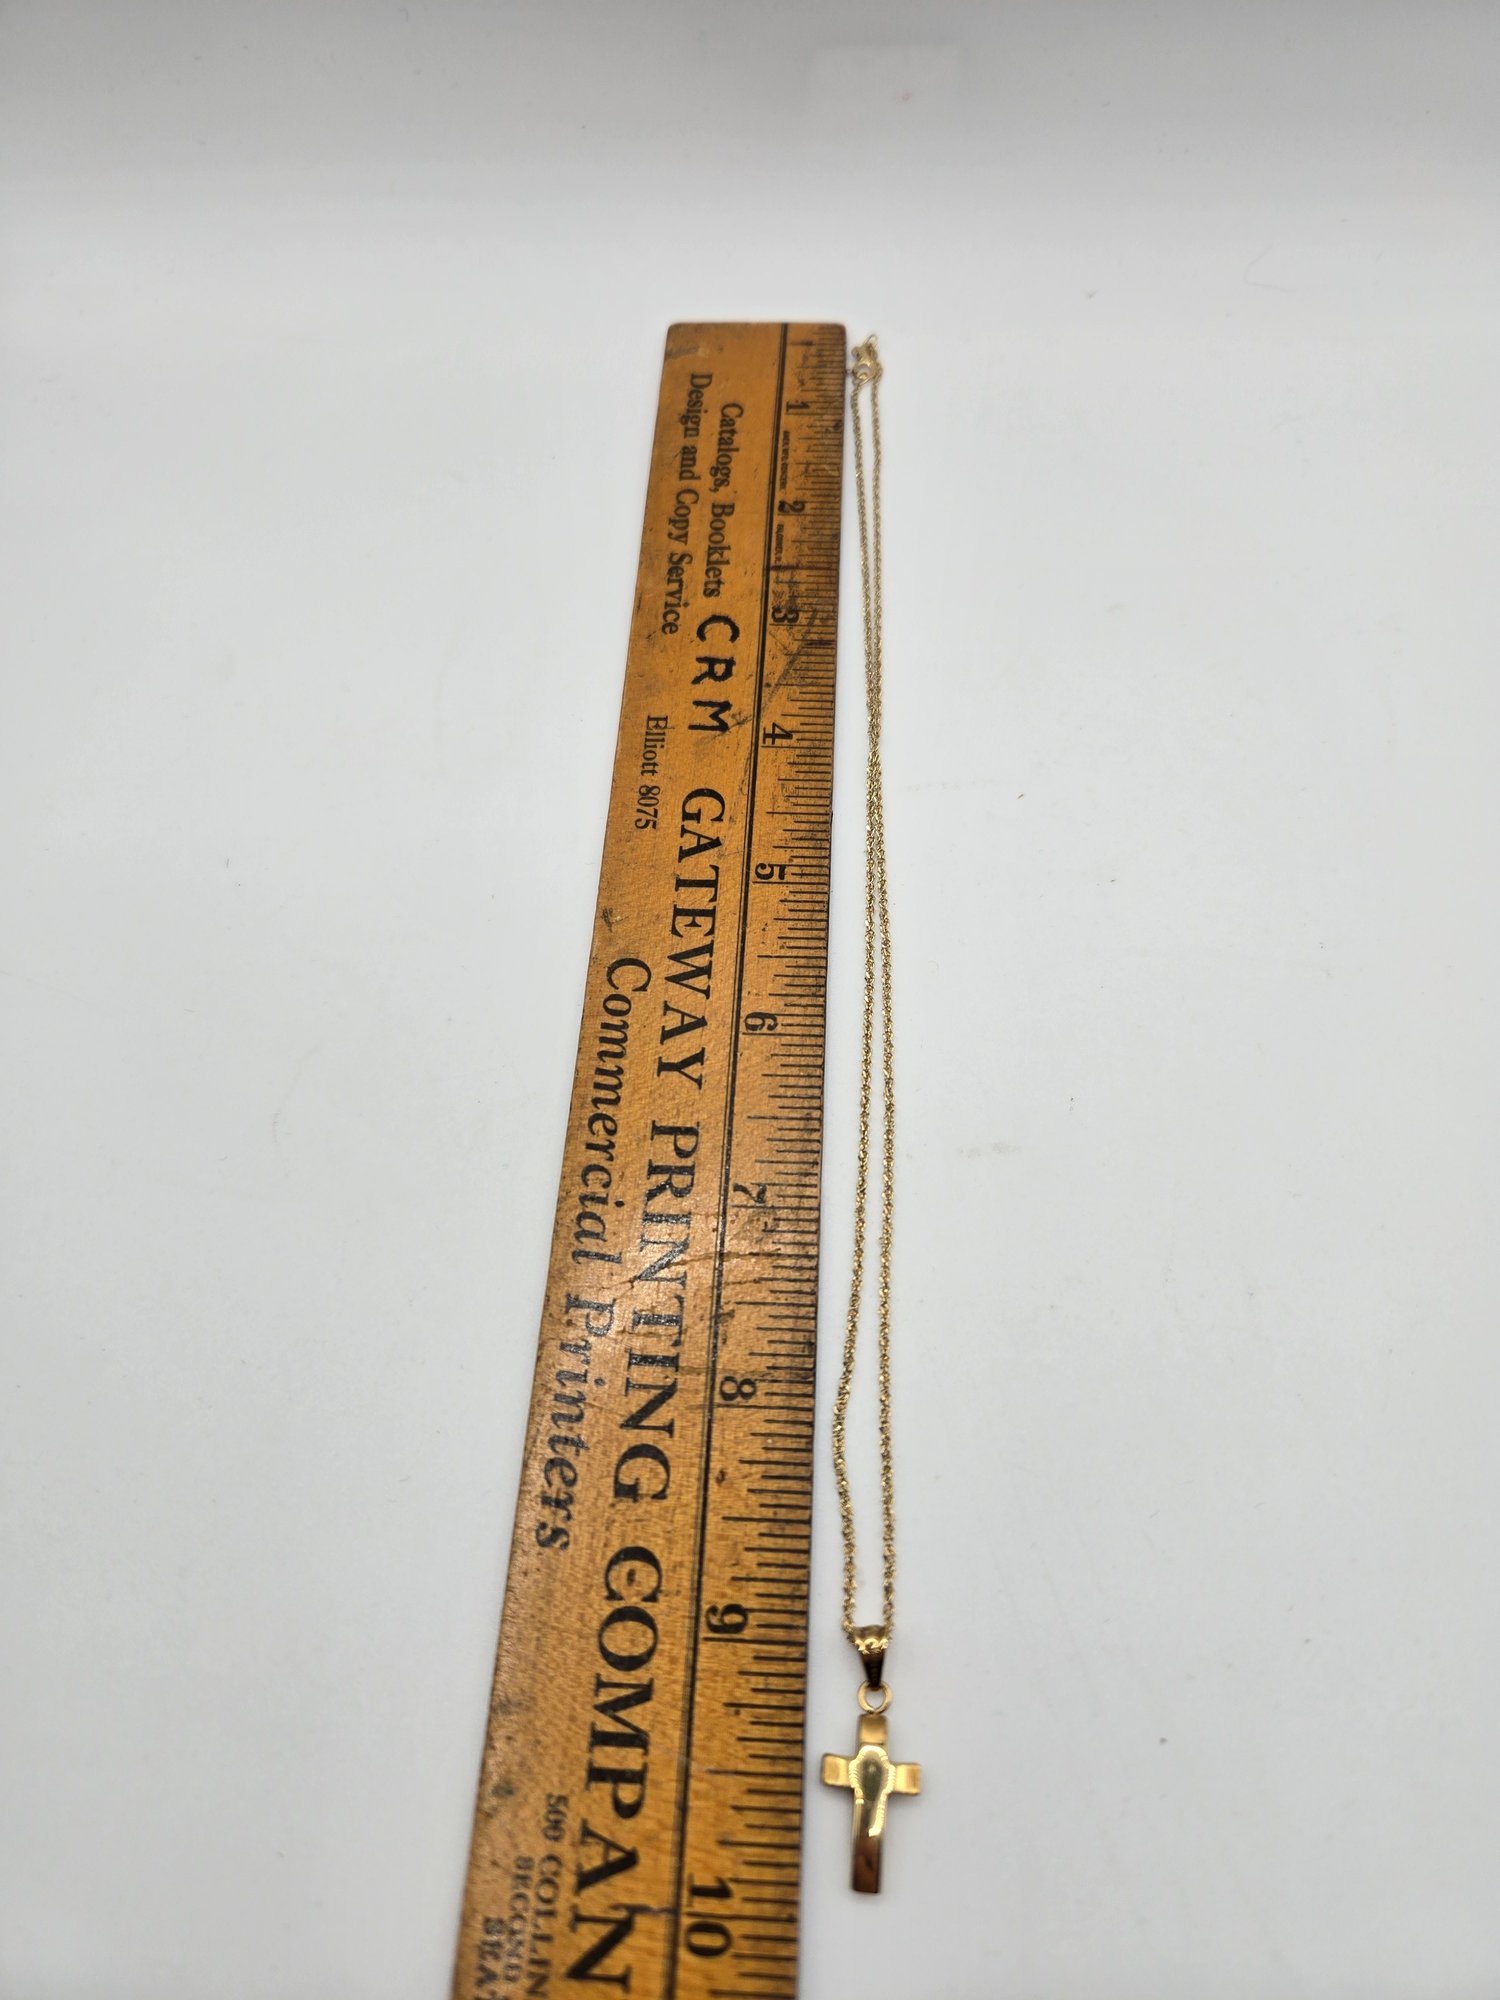 1 2 3 4 5 6 7 8 9 10
Catalogs, Booklets
Design and Copy Service
CRM
GATEWAY PRINTING COMPAN
Elliott 8075
Commercial Printers
500 COLLIN